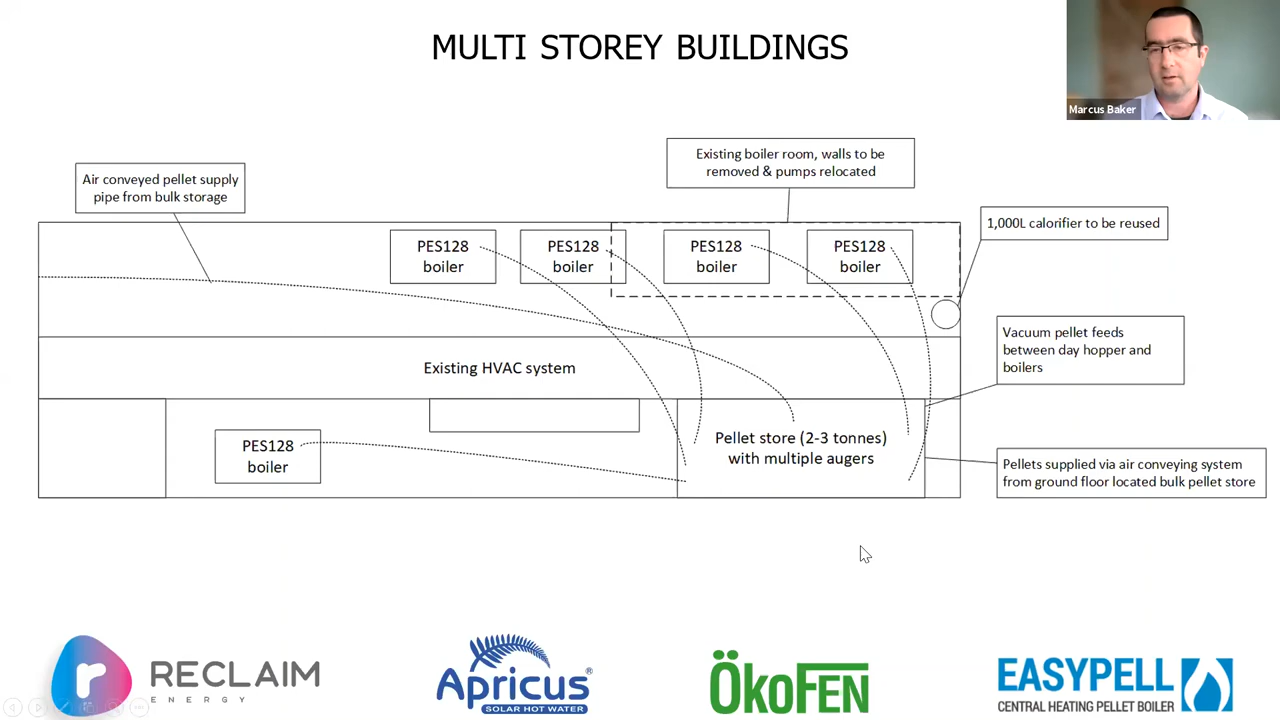 MULTI STOREY BUILDINGS
Marcus Baker
Existing boiler room, walls to be
removed & pumps relocated
Air conveyed pellet supply
pipe from bulk storage
1,000L calorifier to be reused
PES128
boiler
PES128
boiler
PES128
boiler
PES128
boiler
Vacuum pellet feeds
between day hopper and
boilers
Existing HVAC system
PES128
boiler
Pellet store (2-3 tonnes)
with multiple augers
Pellets supplied via air conveying system
from ground floor located bulk pellet store
r RECLAIM
ENERGY
Apricus®
SOLAR HOT WATER
ÖkoFEN
EASYPELL
CENTRAL HEATING PELLET BOILER